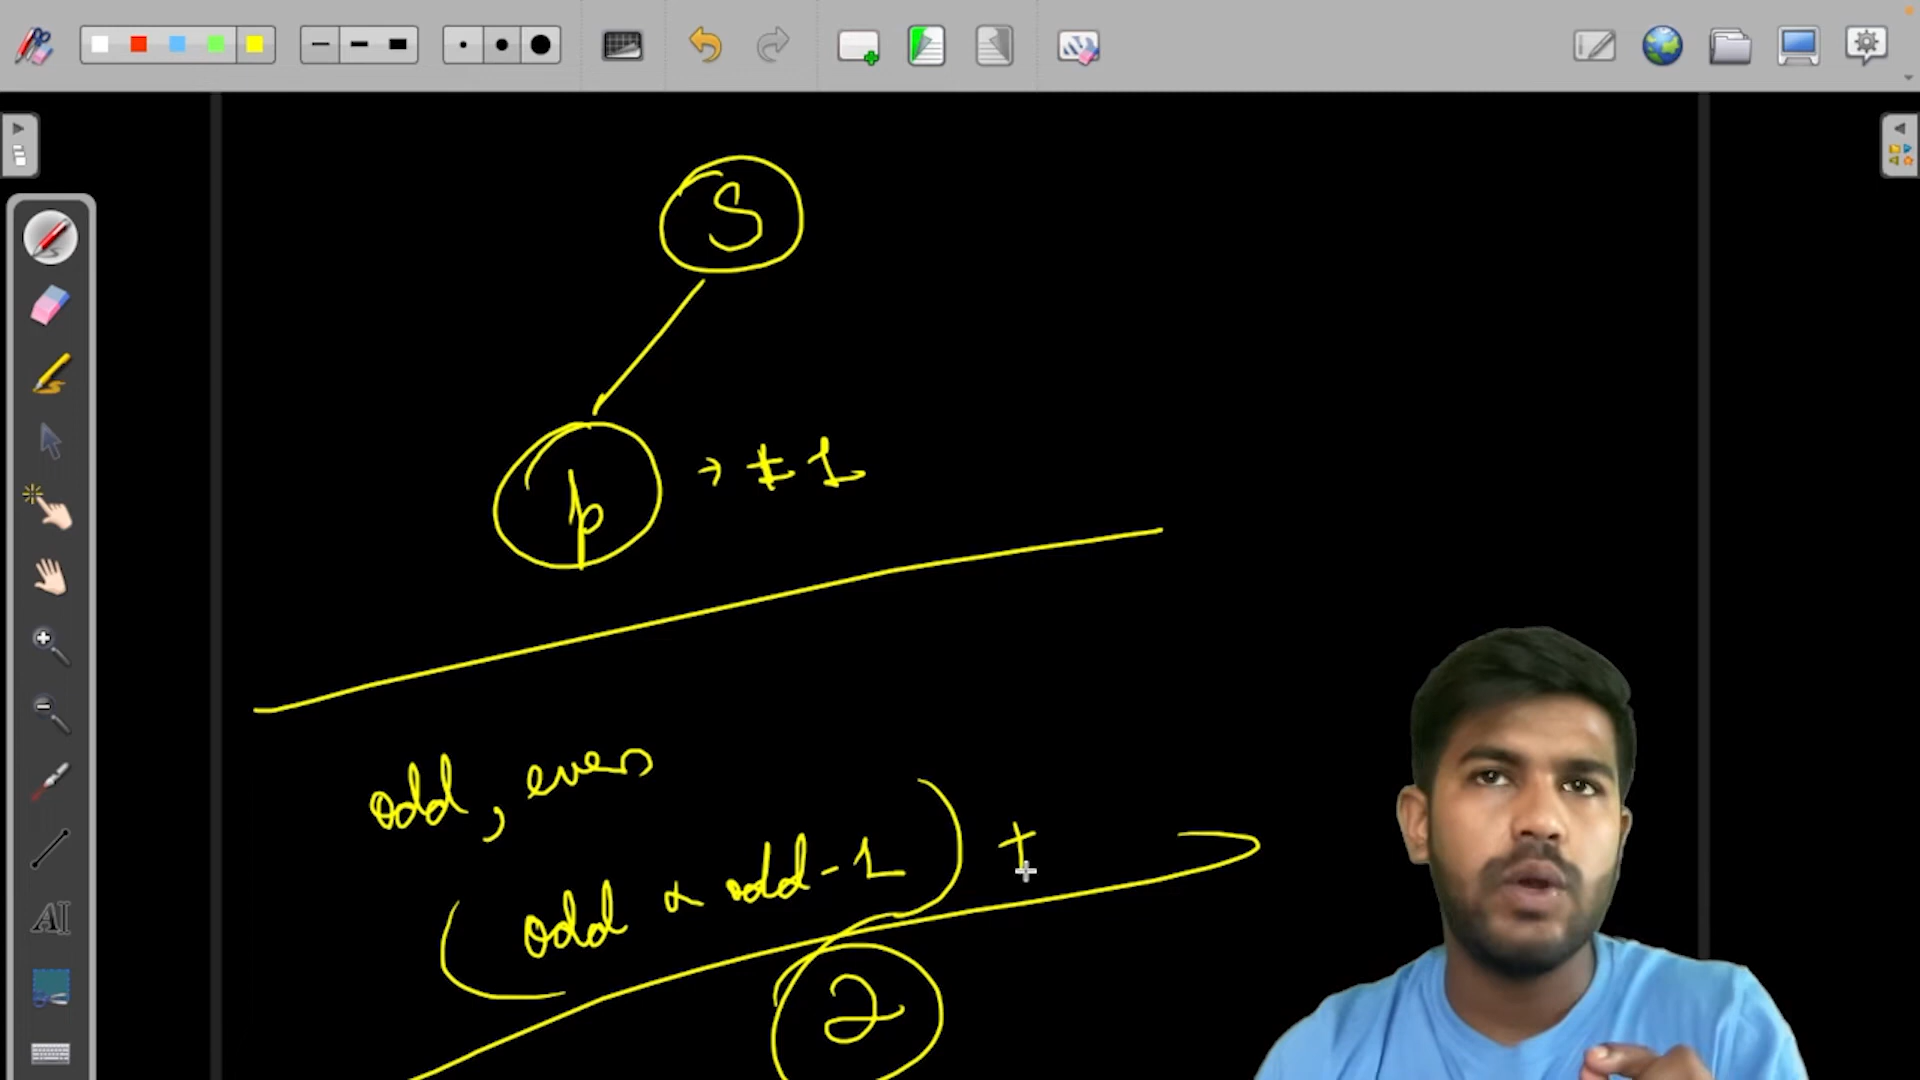 S
p → ± 1
odd, even
(odd × odd - 1) +
2